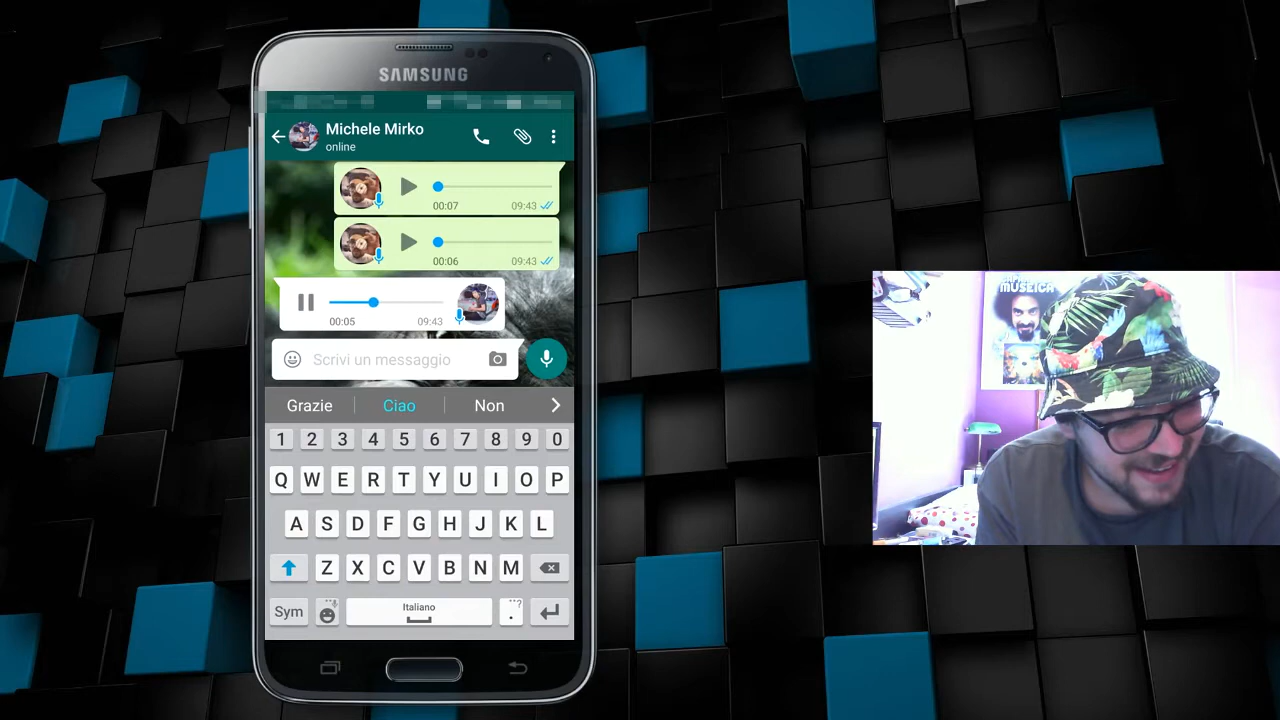 SAMSUNG
Michele Mirko
online
00:07 09:43
00:06 09:43
00:05 09:43
Scrivi un messaggio
Grazie Ciao Non
1 2 3 4 5 6 7 8 9 0
Q W E R T Y U I O P
A S D F G H J K L
Z X C V B N M
Sym Italiano . ...?
MUSEICA